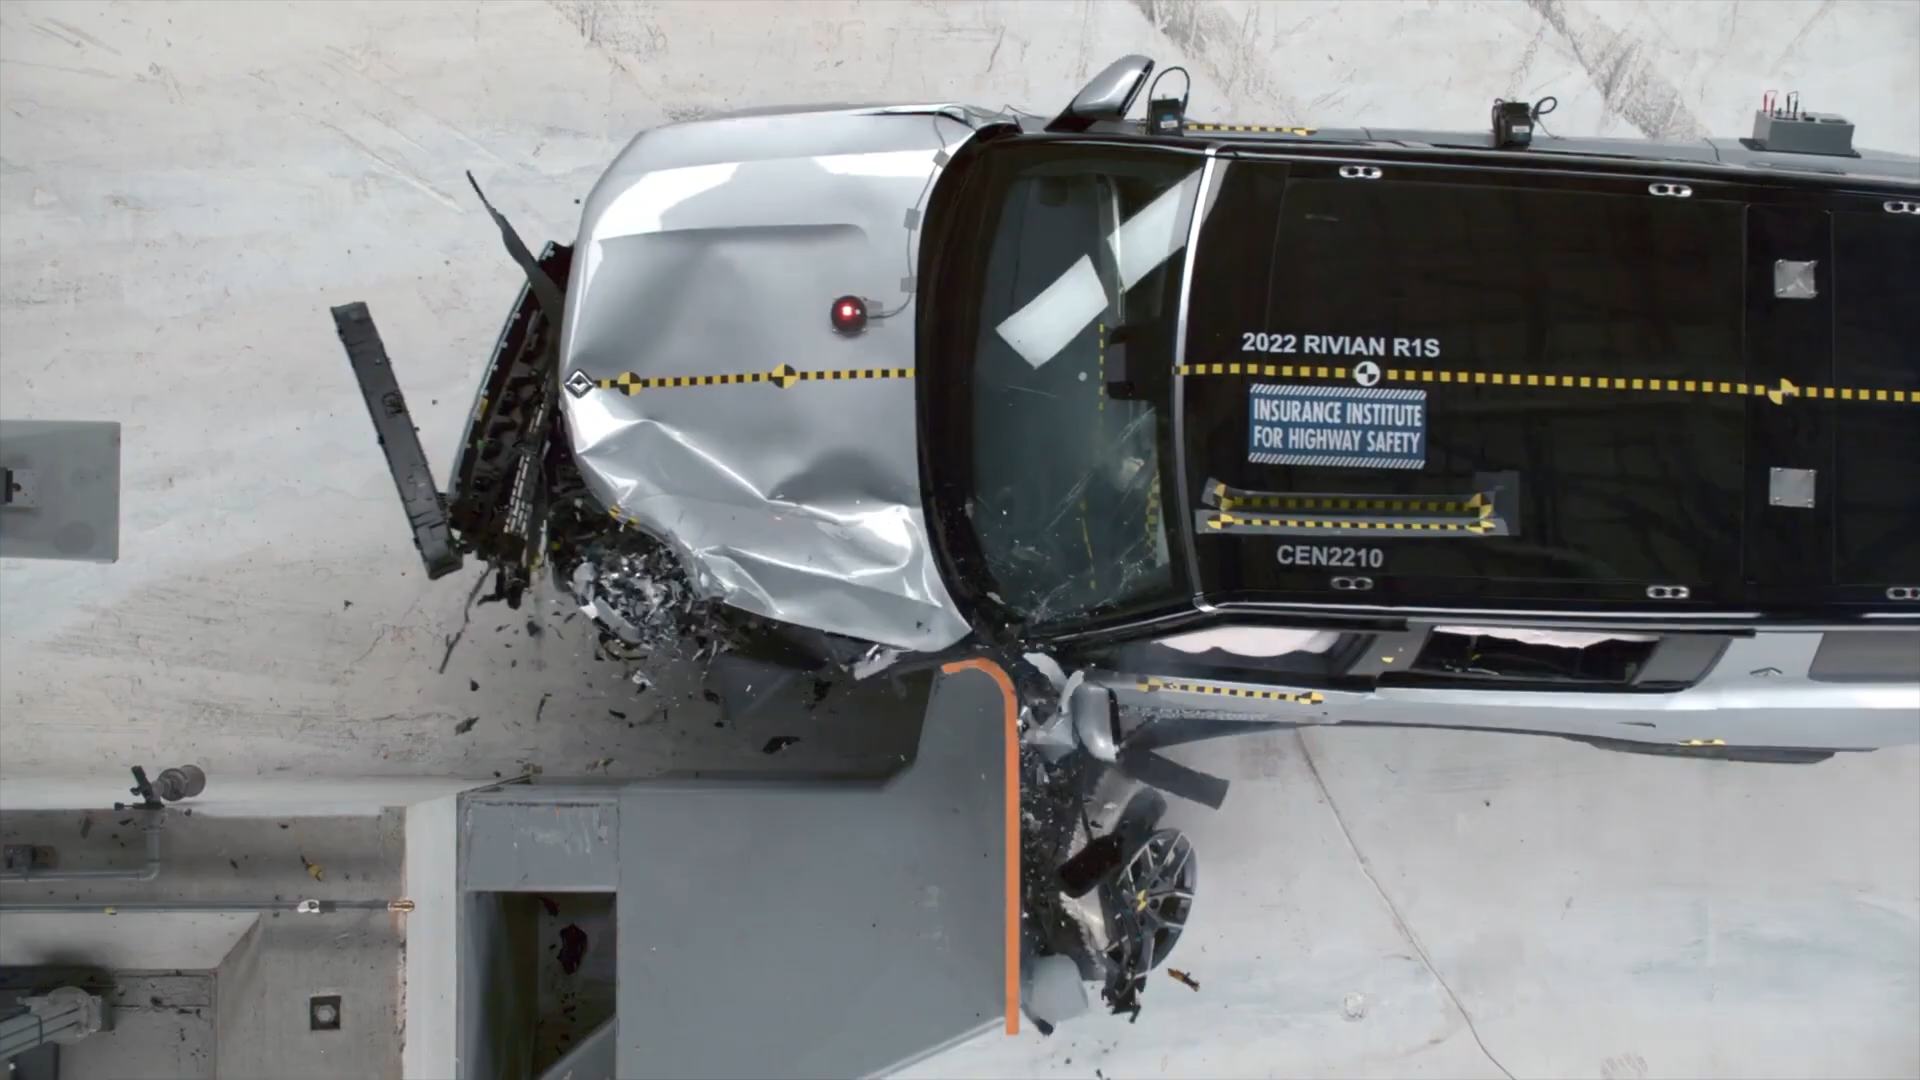 2022 RIVIAN R1S
INSURANCE INSTITUTE
FOR HIGHWAY SAFETY
CEN2210